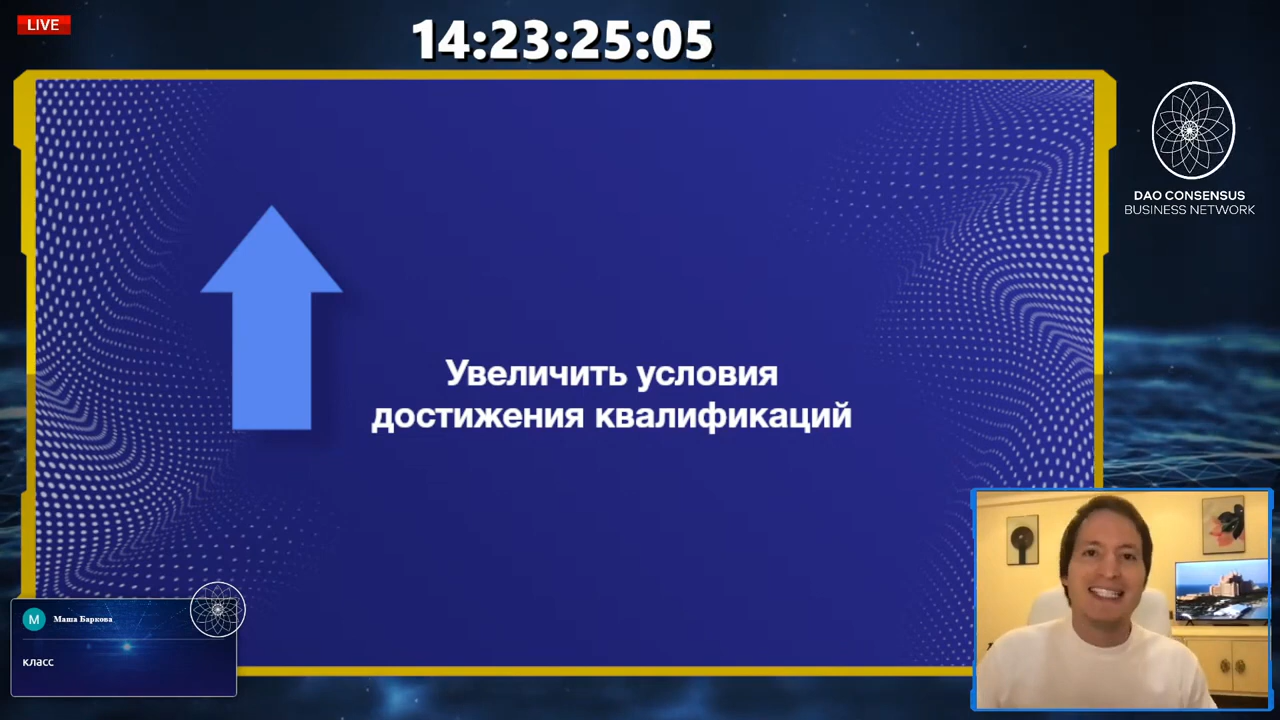 LIVE
14:23:25:05
DAO CONSENSUS
BUSINESS NETWORK
Увеличить условия
достижения квалификаций
М
Маша Баркова
класс